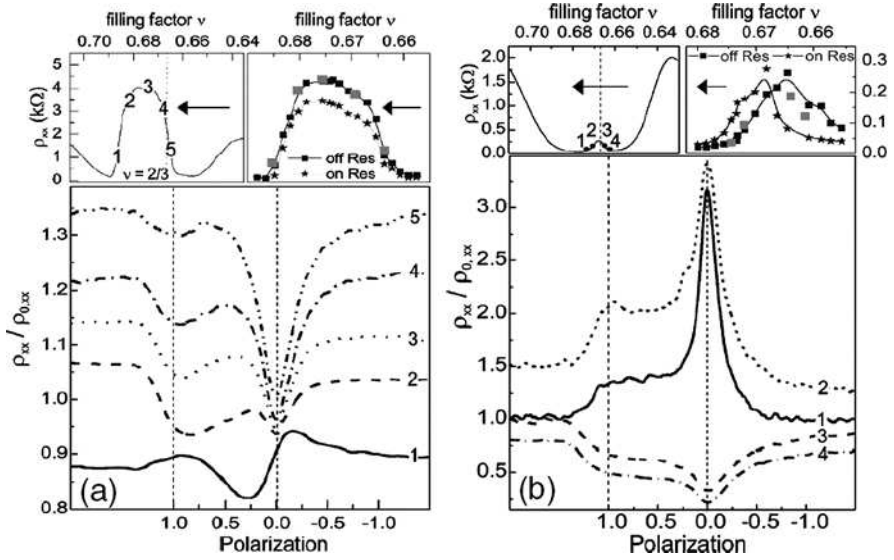 filling factor ν
0.70 0.68 0.66 0.64
filling factor ν
0.68 0.67 0.66
5
4
3
2
1
0
ρxx (kΩ)
1
2
3
4
5
ν = 2/3
off Res
on Res
1.3
1.2
1.1
1.0
0.9
0.8
ρxx / ρ0,xx
5
4
3
2
1
(a)
1.0 0.5 0.0 -0.5 -1.0
Polarization
filling factor ν
0.70 0.68 0.66 0.64
filling factor ν
0.68 0.67 0.66
2.0
1.5
1.0
0.5
0.0
ρxx (kΩ)
1 2 3 4
off Res
on Res
0.3
0.2
0.1
0.0
3.0
2.5
2.0
1.5
1.0
0.5
ρxx / ρ0,xx
2
1
3
4
(b)
1.0 0.5 0.0 -0.5 -1.0
Polarization